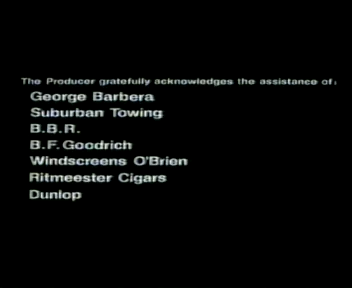 The Producer gratefully acknowledges the assistance of:
George Barbera
Suburban Towing
B.B.R.
B.F.Goodrich
Windscreens O'Brien
Ritmeester Cigars
Dunlop